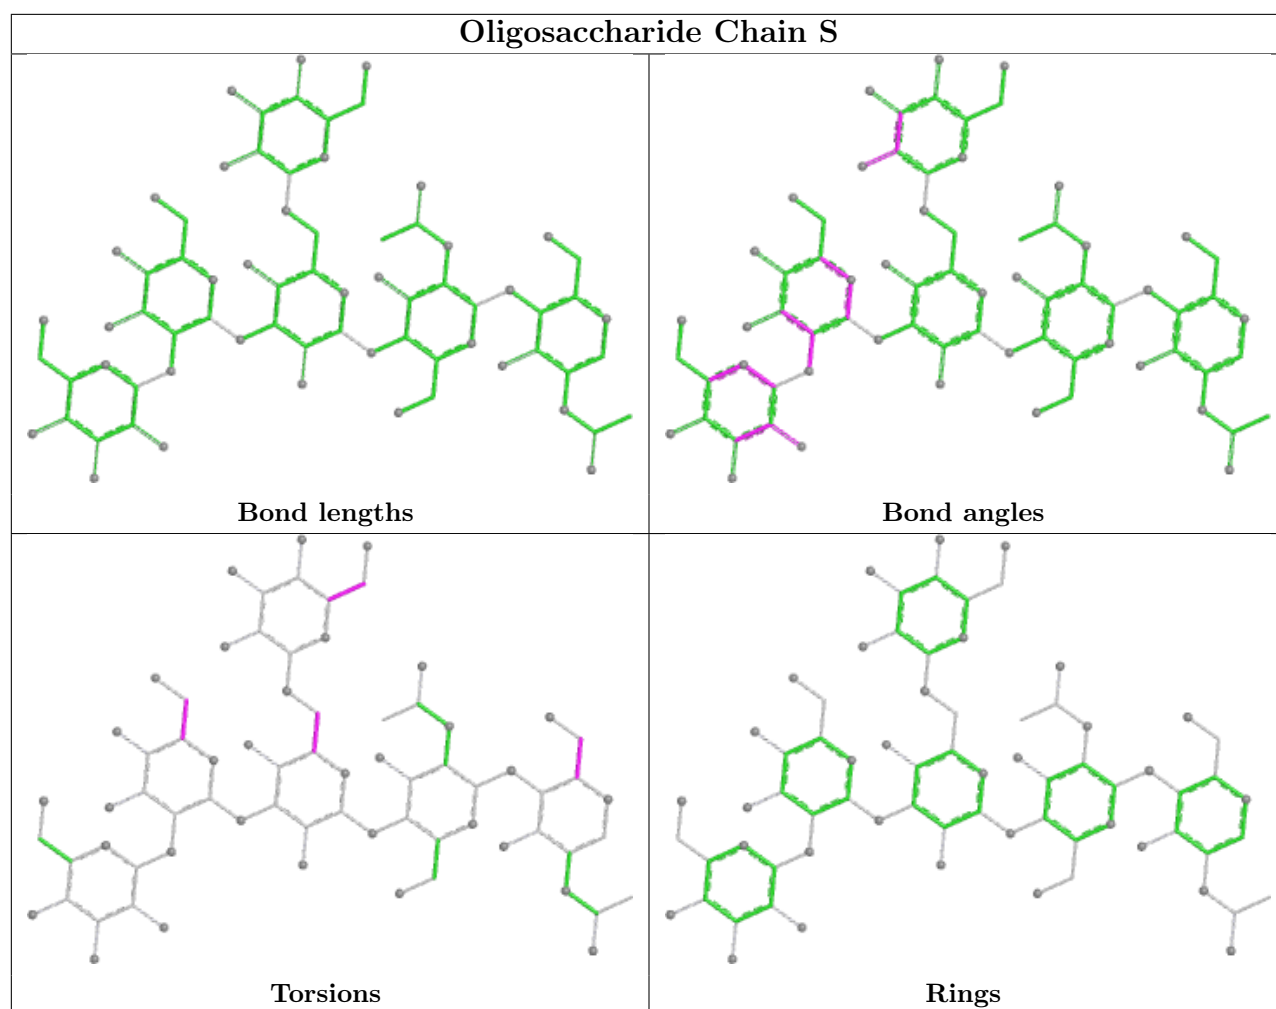 Oligosaccharide Chain S
Bond lengths
Bond angles
Torsions
Rings